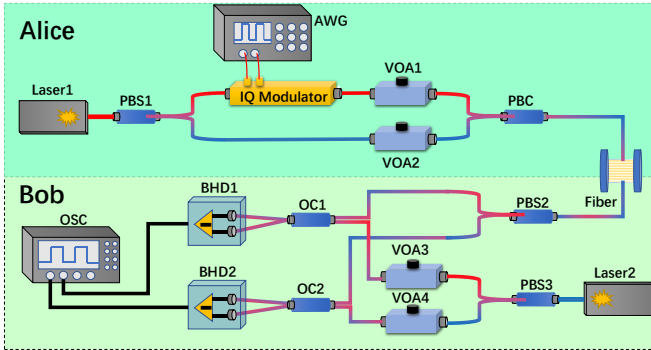 Alice
AWG
Laser1
PBS1
IQ Modulator
VOA1
PBC
VOA2
Bob
Fiber
OSC
BHD1
OC1
PBS2
BHD2
OC2
VOA3
VOA4
PBS3
Laser2